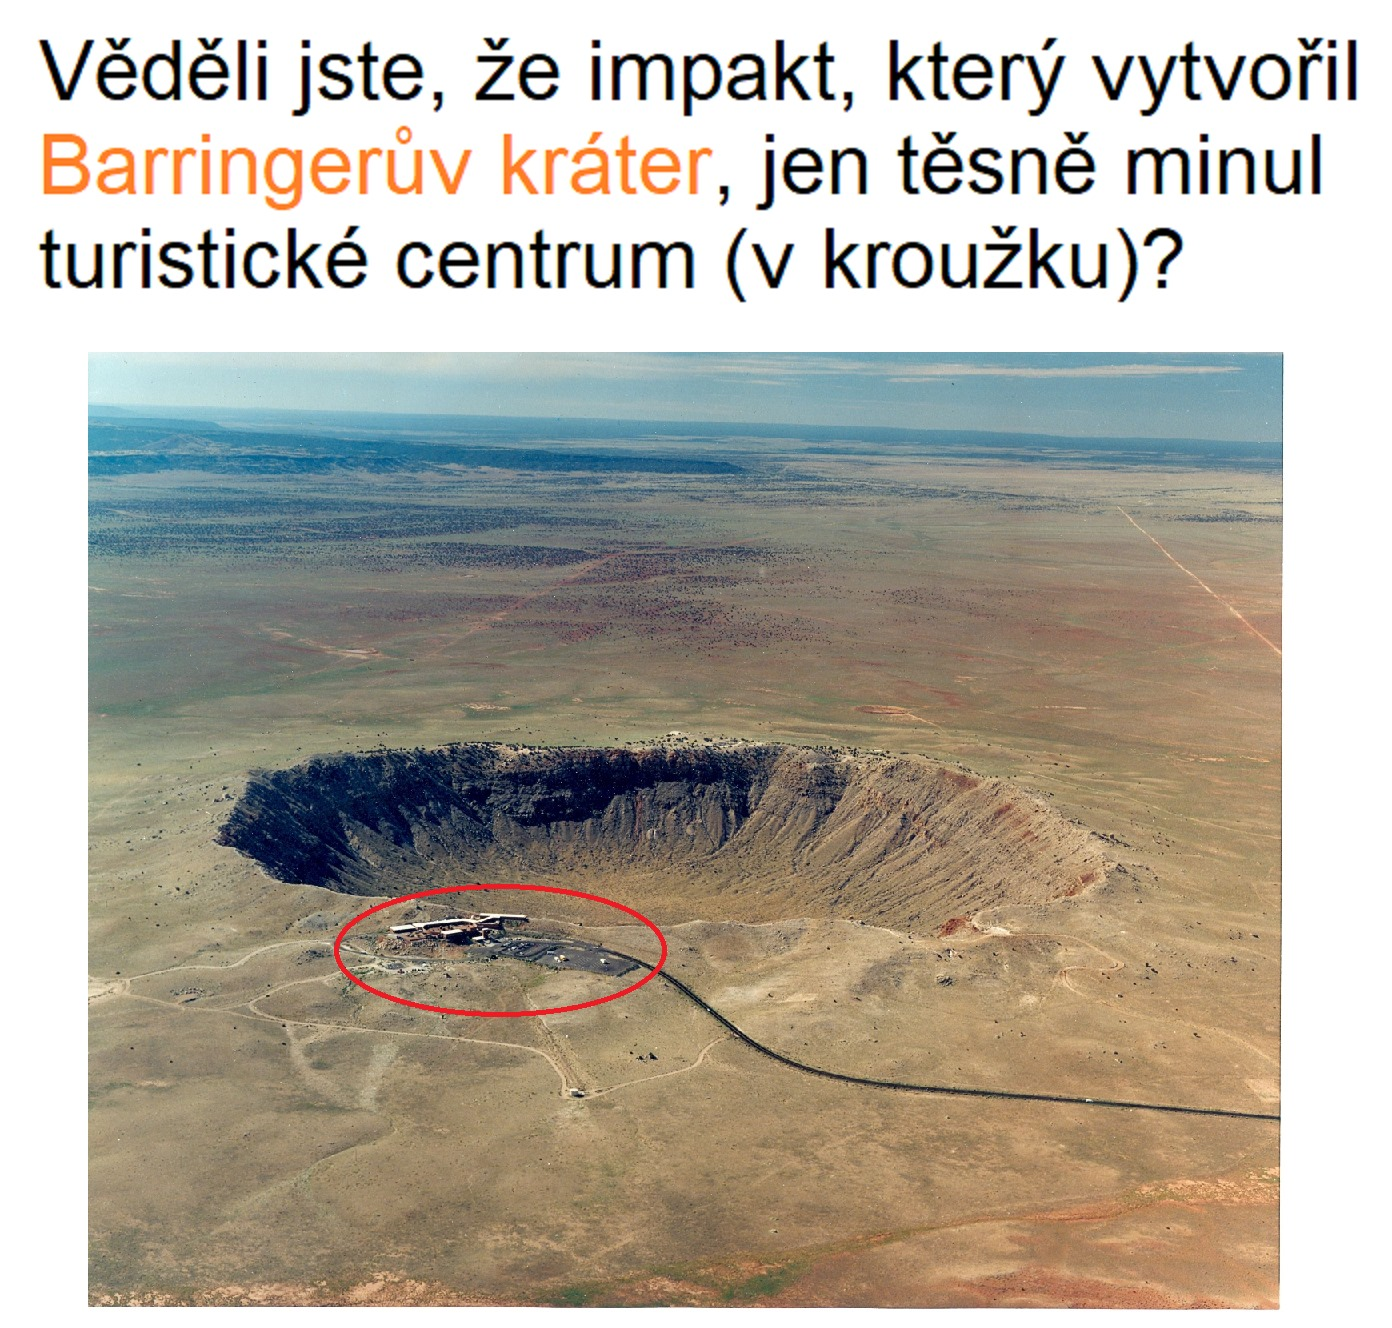 Věděli jste, že impakt, který vytvořil
Barringerův kráter, jen těsně minul
turistické centrum (v kroužku)?